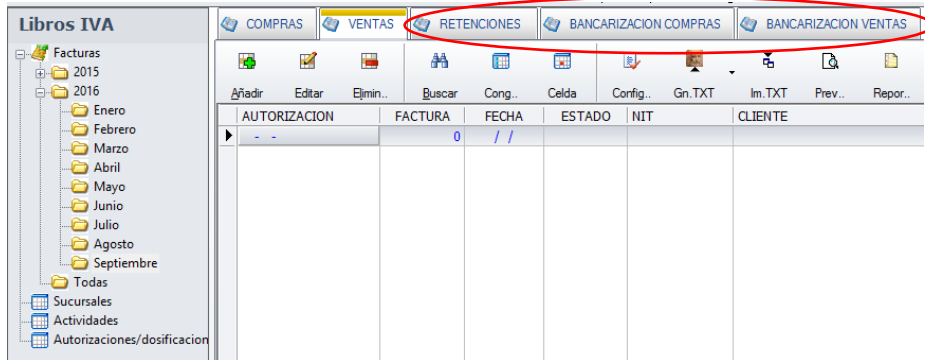 Libros IVA
Facturas
2015
2016
Enero
Febrero
Marzo
Abril
Mayo
Junio
Julio
Agosto
Septiembre
Todas
Sucursales
Actividades
Autorizaciones/dosificacion
COMPRAS VENTAS RETENCIONES BANCARIZACION COMPRAS BANCARIZACION VENTAS
Añadir Editar Elimin.. Buscar Cong.. Celda Config.. Gn.TXT Im.TXT Prev.. Repor..
AUTORIZACION FACTURA FECHA ESTADO NIT CLIENTE
- - 0 / /